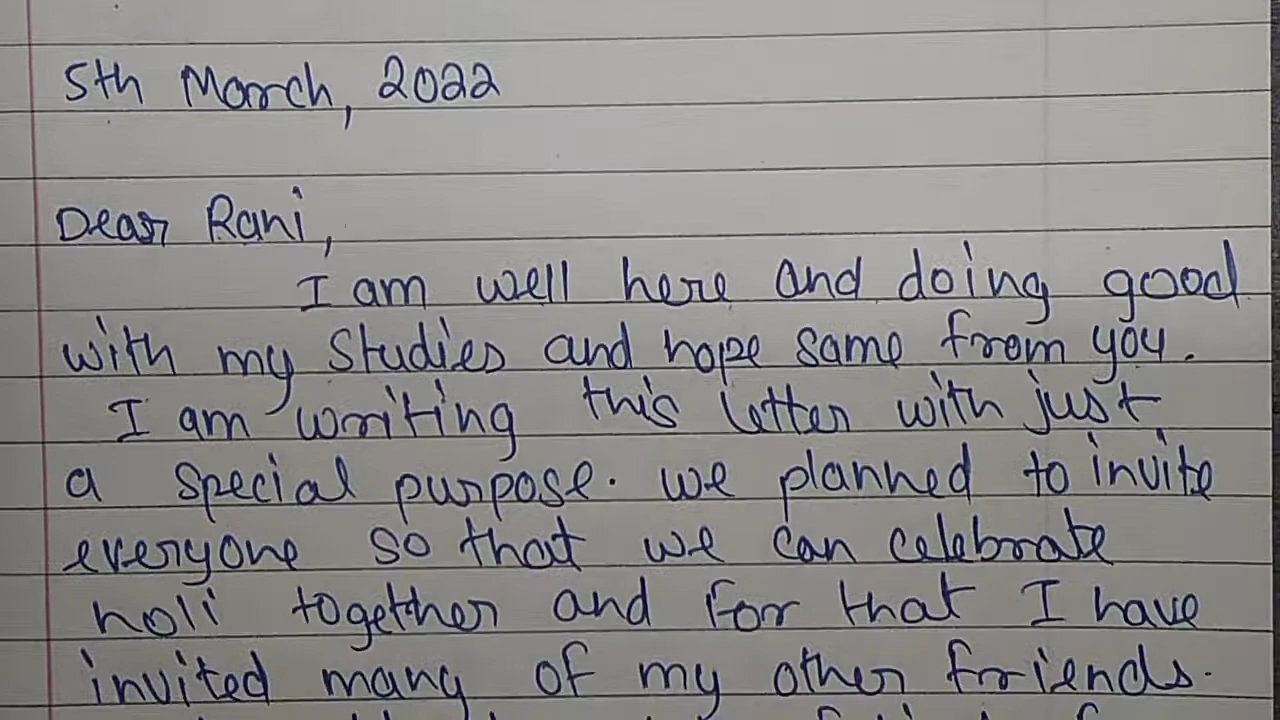 5th March, 2022
Dear Rani,
I am well here and doing good
with my studies and hope same from you.
I am writing this letter with just
a special purpose. we planned to invite
everyone so that we can celebrate
holi together and for that I have
invited many of my other friends.